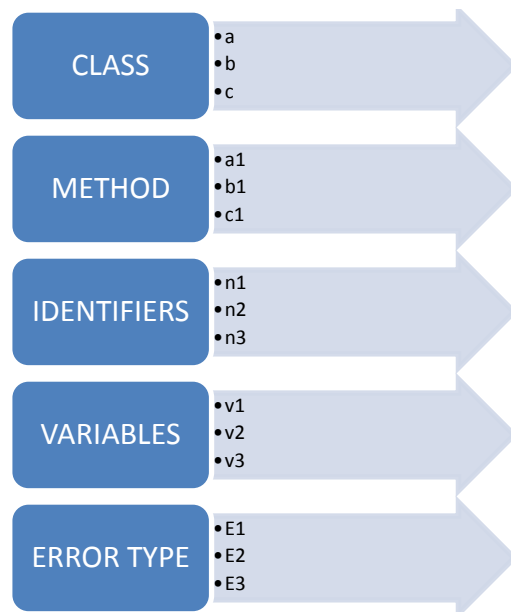 CLASS
• a
• b
• c
METHOD
• a1
• b1
• c1
IDENTIFIERS
• n1
• n2
• n3
VARIABLES
• v1
• v2
• v3
ERROR TYPE
• E1
• E2
• E3